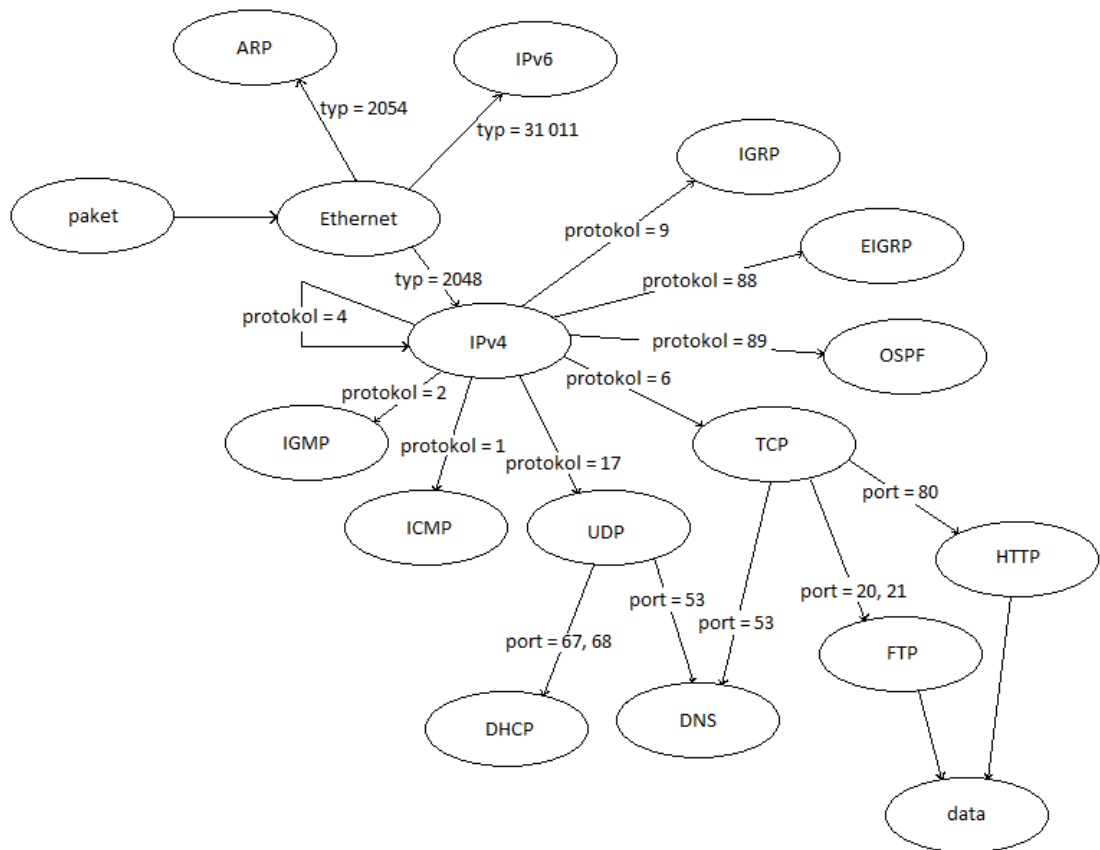 ARP
IPv6
typ = 2054
typ = 31 011
IGRP
paket
Ethernet
protokol = 9
EIGRP
typ = 2048
protokol = 88
protokol = 4
IPv4
protokol = 89
OSPF
protokol = 6
protokol = 2
IGMP
protokol = 1
protokol = 17
TCP
port = 80
ICMP
UDP
HTTP
port = 53
port = 20, 21
port = 53
port = 67, 68
FTP
DHCP
DNS
data